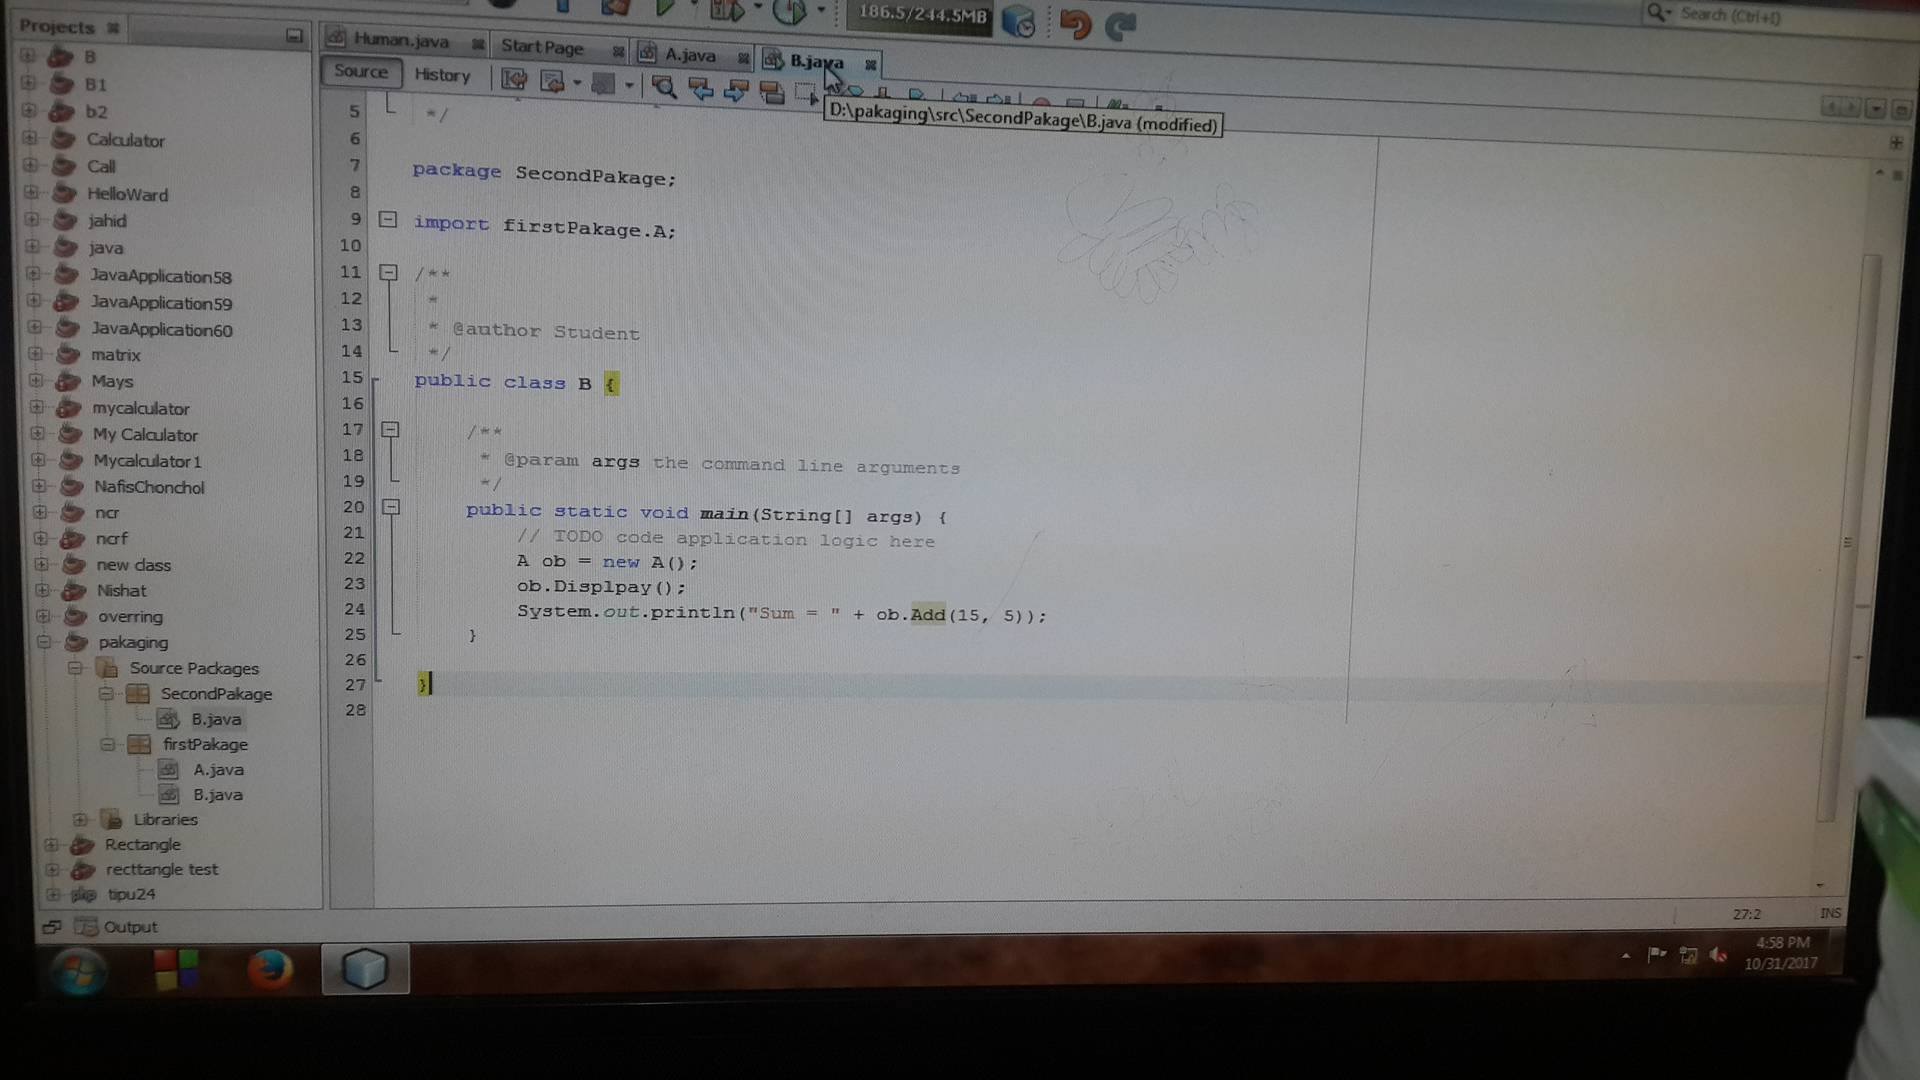 186.5/244.5MB
Search (Ctrl+I)
Projects
Human.java
Start Page
A.java
B.java
Source
History
D:\pakaging\src\SecondPakage\B.java (modified)
B
B1
b2
Calculator
Call
HelloWard
jahid
java
JavaApplication58
JavaApplication59
JavaApplication60
matrix
Mays
mycalculator
My Calculator
Mycalculator1
NafisChonchol
ncr
ncrf
new class
Nishat
overring
pakaging
Source Packages
SecondPakage
B.java
firstPakage
A.java
B.java
Libraries
Rectangle
recttangle test
tipu24
5 */
6
7 package SecondPakage;
8
9 import firstPakage.A;
10
11 /**
12 *
13 * @author Student
14 */
15 public class B {
16
17 /**
18 * @param args the command line arguments
19 */
20 public static void main(String[] args) {
21 // TODO code application logic here
22 A ob = new A();
23 ob.Displpay();
24 System.out.println("Sum = " + ob.Add(15, 5));
25 }
26
27 }
28
27:2
INS
Output
4:58 PM
10/31/2017